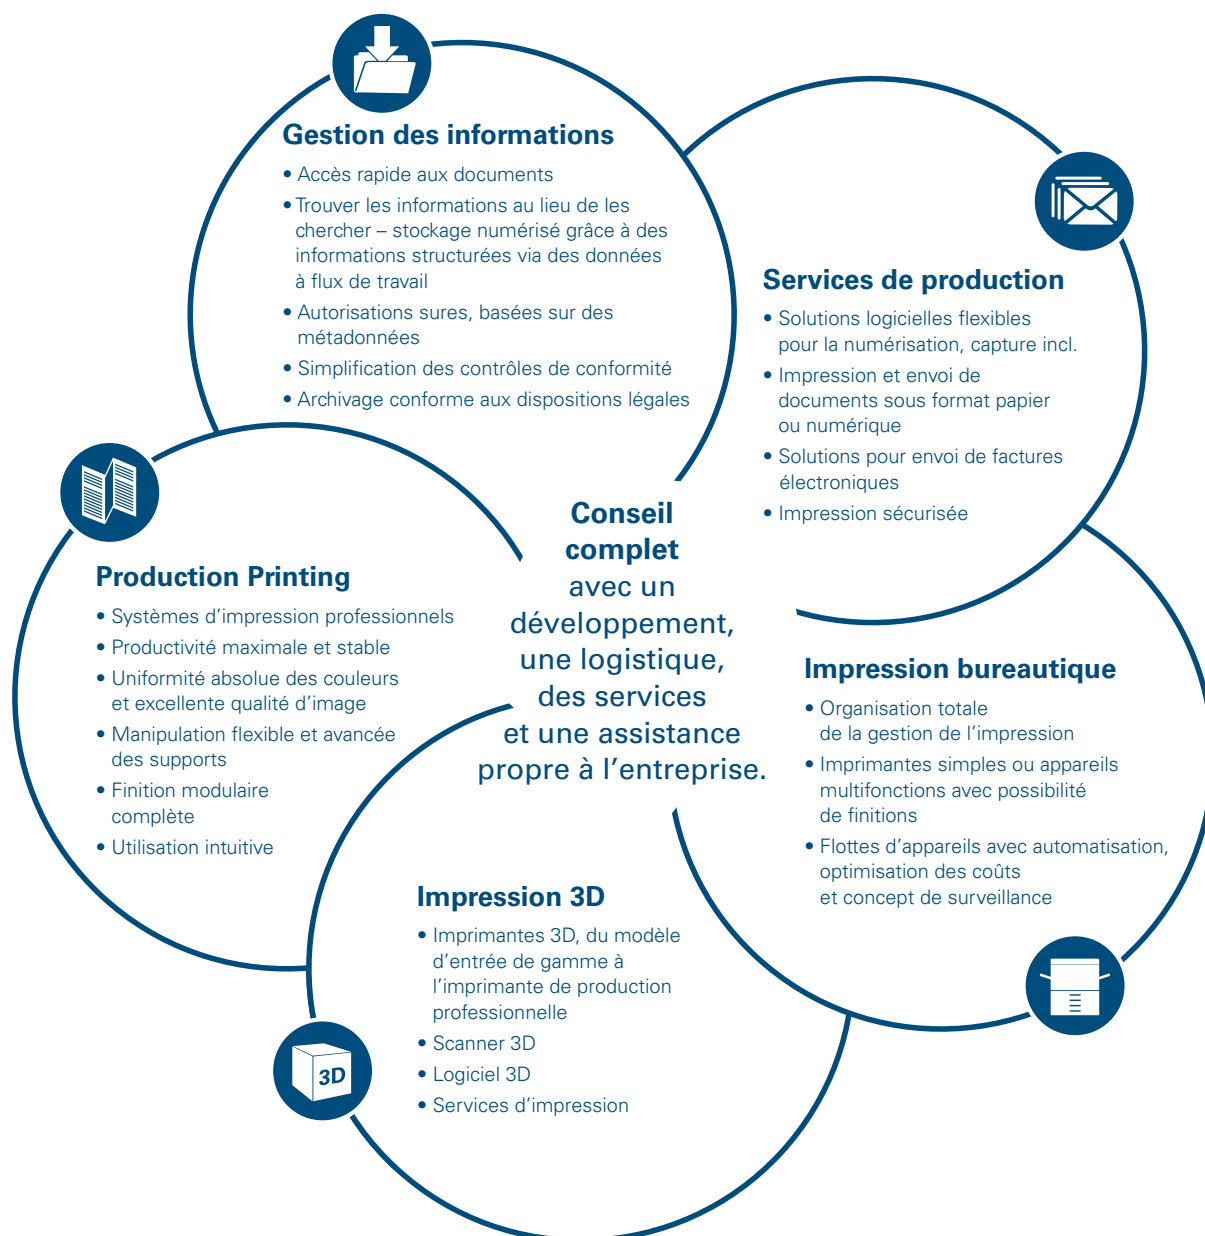 Gestion des informations
• Accès rapide aux documents
• Trouver les informations au lieu de les
chercher – stockage numérisé grâce à des
informations structurées via des données
à flux de travail
• Autorisations sures, basées sur des
métadonnées
• Simplification des contrôles de conformité
• Archivage conforme aux dispositions légales
Services de production
• Solutions logicielles flexibles
pour la numérisation, capture incl.
• Impression et envoi de
documents sous format papier
ou numérique
• Solutions pour envoi de factures
électroniques
• Impression sécurisée
Conseil
complet
avec un
développement,
une logistique,
des services
et une assistance
propre à l’entreprise.
Production Printing
• Systèmes d’impression professionnels
• Productivité maximale et stable
• Uniformité absolue des couleurs
et excellente qualité d’image
• Manipulation flexible et avancée
des supports
• Finition modulaire
complète
• Utilisation intuitive
Impression bureautique
• Organisation totale
de la gestion de l’impression
• Imprimantes simples ou appareils
multifonctions avec possibilité
de finitions
• Flottes d’appareils avec automatisation,
optimisation des coûts
et concept de surveillance
Impression 3D
• Imprimantes 3D, du modèle
d’entrée de gamme à
l’imprimante de production
professionnelle
• Scanner 3D
• Logiciel 3D
• Services d’impression
3D